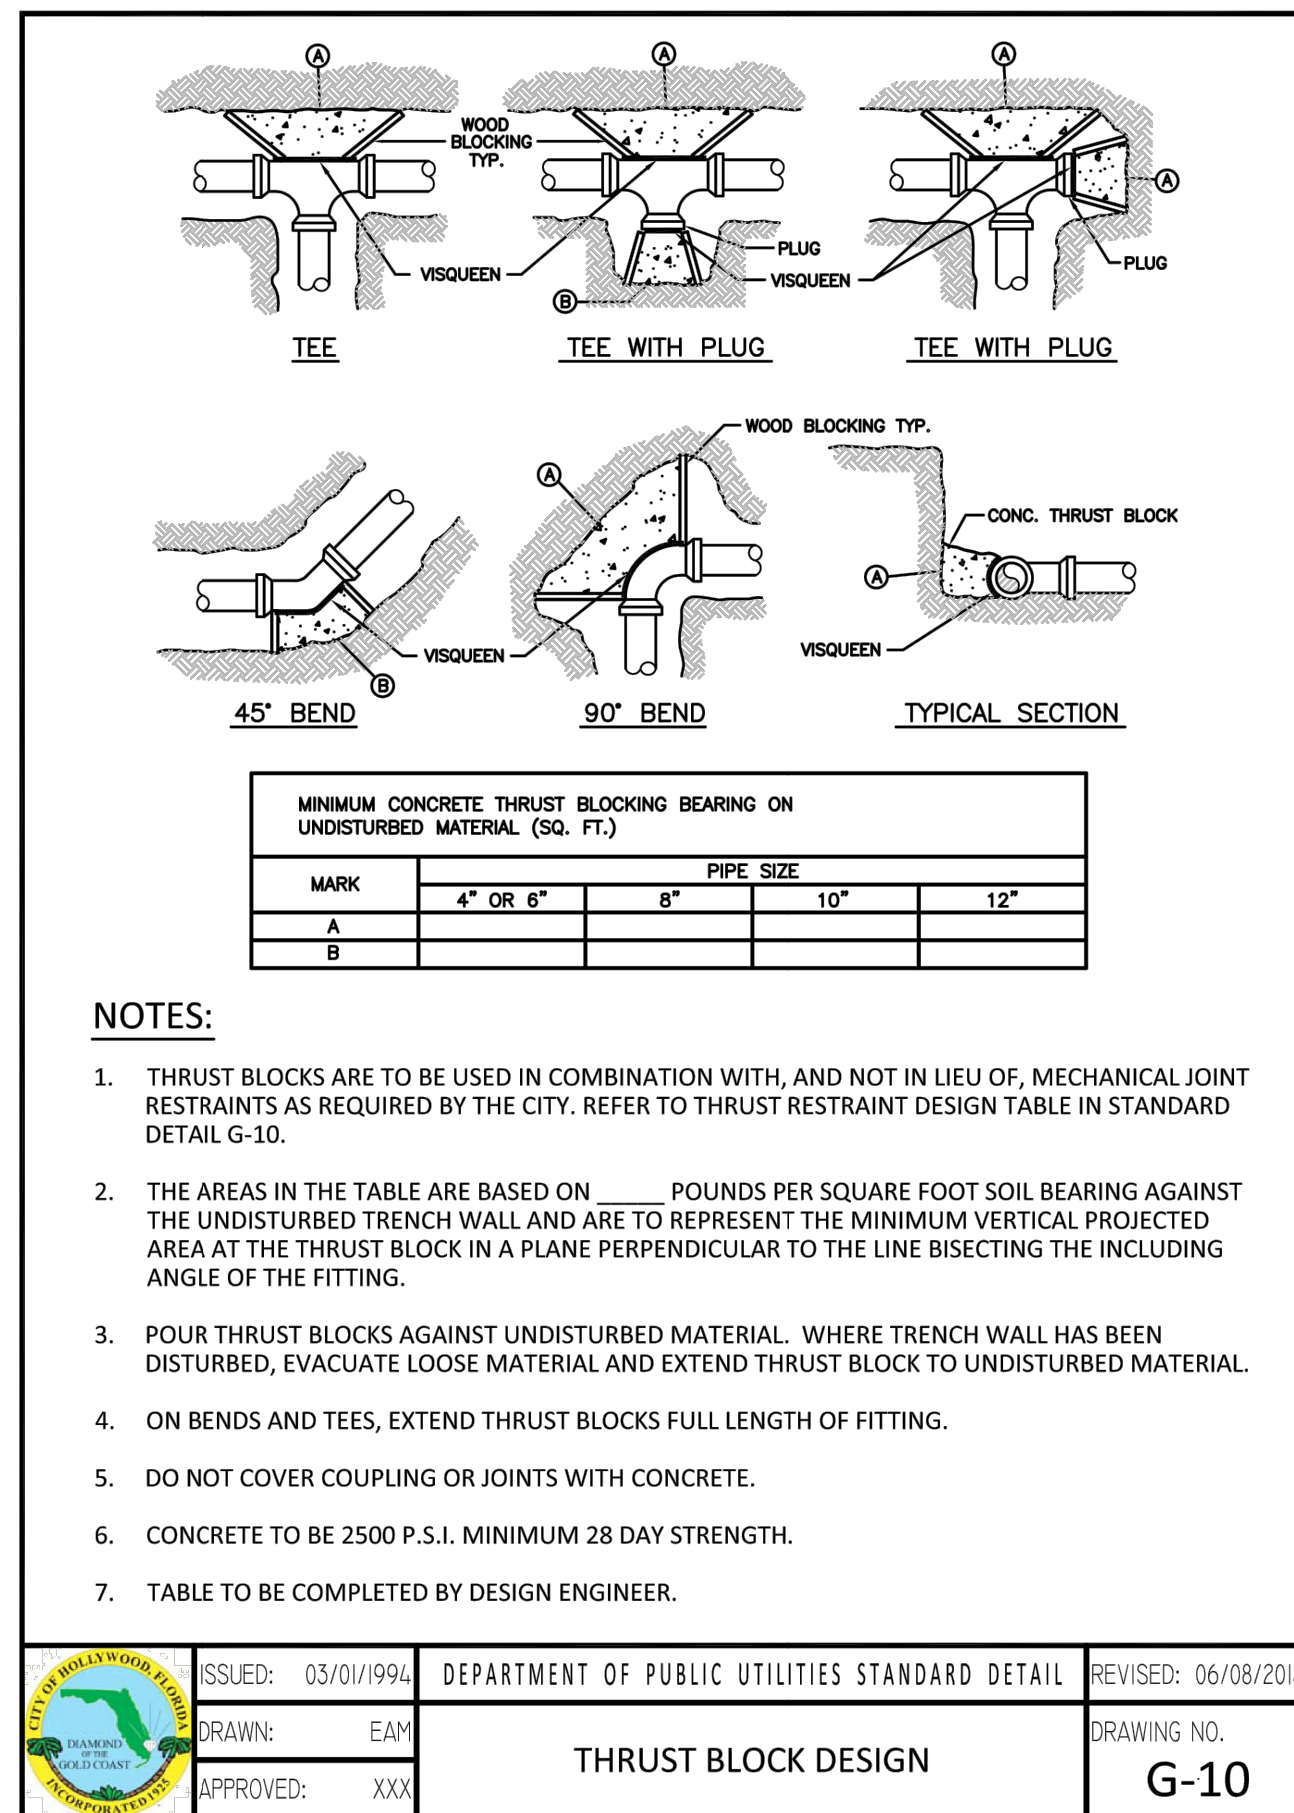 A
A
A
WOOD
BLOCKING
TYP.
A
VISQUEEN
PLUG
VISQUEEN
PLUG
B
TEE
TEE WITH PLUG
TEE WITH PLUG
WOOD BLOCKING TYP.
A
CONC. THRUST BLOCK
A
VISQUEEN
VISQUEEN
B
45° BEND
90° BEND
TYPICAL SECTION
MINIMUM CONCRETE THRUST BLOCKING BEARING ON
UNDISTURBED MATERIAL (SQ. FT.)
MARK
PIPE SIZE
4" OR 6" 8" 10" 12"
A
B
NOTES:
1. THRUST BLOCKS ARE TO BE USED IN COMBINATION WITH, AND NOT IN LIEU OF, MECHANICAL JOINT
RESTRAINTS AS REQUIRED BY THE CITY. REFER TO THRUST RESTRAINT DESIGN TABLE IN STANDARD
DETAIL G-10.
2. THE AREAS IN THE TABLE ARE BASED ON _____ POUNDS PER SQUARE FOOT SOIL BEARING AGAINST
THE UNDISTURBED TRENCH WALL AND ARE TO REPRESENT THE MINIMUM VERTICAL PROJECTED
AREA AT THE THRUST BLOCK IN A PLANE PERPENDICULAR TO THE LINE BISECTING THE INCLUDING
ANGLE OF THE FITTING.
3. POUR THRUST BLOCKS AGAINST UNDISTURBED MATERIAL. WHERE TRENCH WALL HAS BEEN
DISTURBED, EVACUATE LOOSE MATERIAL AND EXTEND THRUST BLOCK TO UNDISTURBED MATERIAL.
4. ON BENDS AND TEES, EXTEND THRUST BLOCKS FULL LENGTH OF FITTING.
5. DO NOT COVER COUPLING OR JOINTS WITH CONCRETE.
6. CONCRETE TO BE 2500 P.S.I. MINIMUM 28 DAY STRENGTH.
7. TABLE TO BE COMPLETED BY DESIGN ENGINEER.
CITY OF HOLLYWOOD, FLORIDA
DIAMOND
OF THE
GOLD COAST
INCORPORATED 1925
ISSUED: 03/01/1994
DRAWN: EAM
APPROVED: XXX
DEPARTMENT OF PUBLIC UTILITIES STANDARD DETAIL
THRUST BLOCK DESIGN
REVISED: 06/08/201
DRAWING NO.
G-10